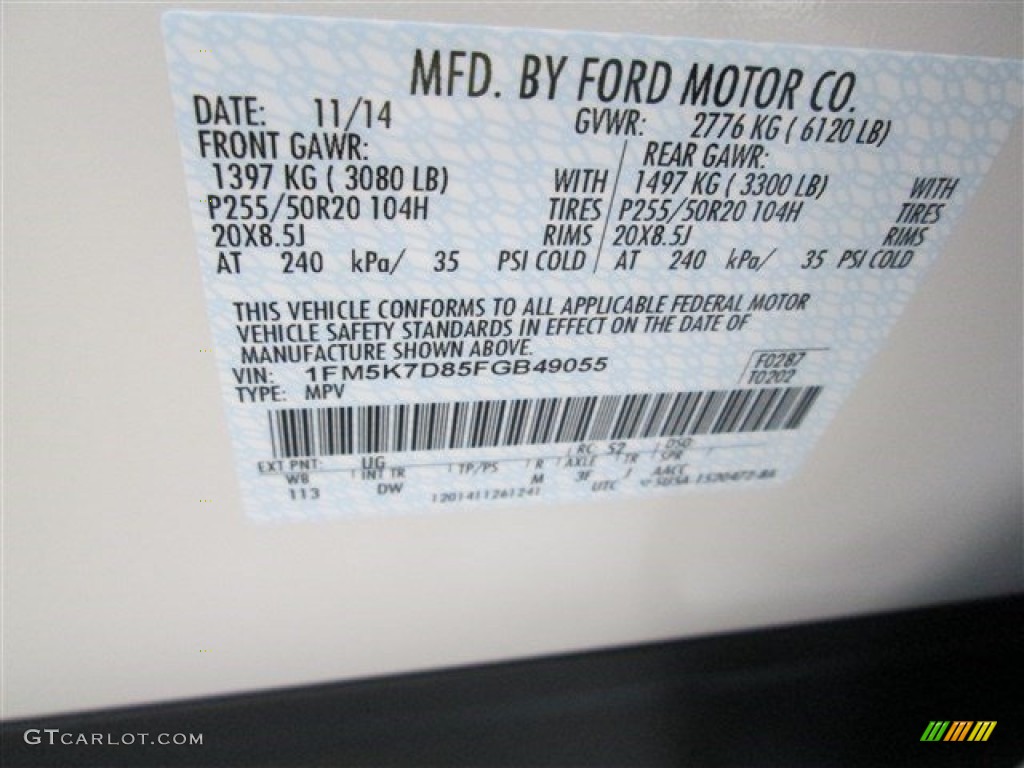 MFD. BY FORD MOTOR CO.
DATE: 11/14 GVWR: 2776 KG ( 6120 LB)
FRONT GAWR: REAR GAWR:
1397 KG ( 3080 LB) WITH 1497 KG ( 3300 LB) WITH
P255/50R20 104H TIRES P255/50R20 104H TIRES
20X8.5J RIMS 20X8.5J RIMS
AT 240 kPa/ 35 PSI COLD AT 240 kPa/ 35 PSI COLD
THIS VEHICLE CONFORMS TO ALL APPLICABLE FEDERAL MOTOR
VEHICLE SAFETY STANDARDS IN EFFECT ON THE DATE OF
MANUFACTURE SHOWN ABOVE.
VIN: 1FM5K7D85FGB49055 F0287
TYPE: MPV T0202
EXT PNT: UG RC: 52 DSO:
WB INT TR TP/PS R AXLE TR SPR
113 DW M 3F J AACC
1201411261241 UTC
GTCARLOT.COM